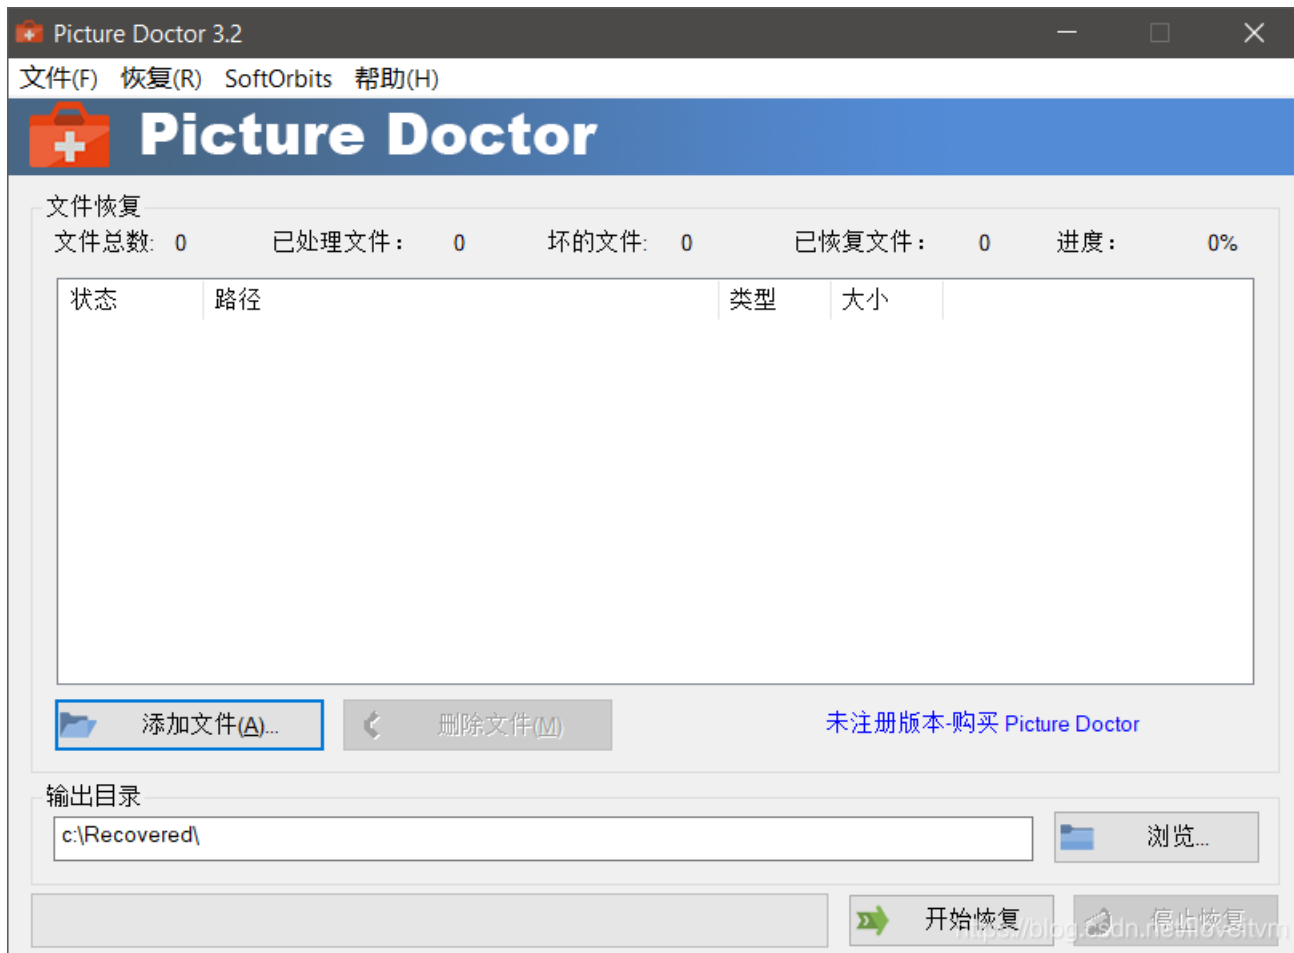 Picture Doctor 3.2
文件(F) 恢复(R) SoftOrbits 帮助(H)
Picture Doctor
文件恢复
文件总数: 0 已处理文件: 0 坏的文件: 0 已恢复文件: 0 进度: 0%
状态 路径 类型 大小
添加文件(A)... 删除文件(M) 未注册版本-购买 Picture Doctor
输出目录
c:\Recovered\ 浏览...
开始恢复 停止恢复